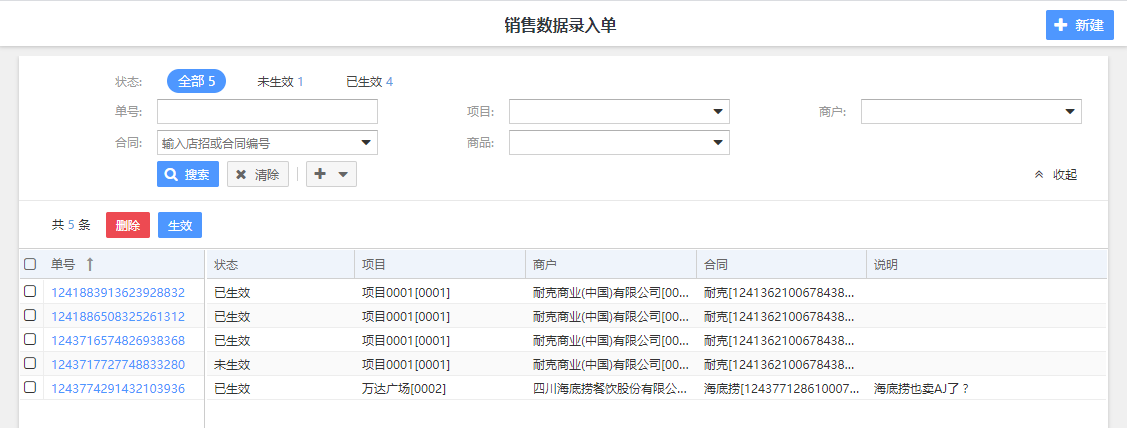 销售数据录入单
新建
状态: 全部 5 未生效 1 已生效 4
单号: 项目: 商户:
合同: 输入店招或合同编号 商品:
搜索 清除 收起
共 5 条 删除 生效
单号 ↑ 状态 项目 商户 合同 说明
1241883913623928832 已生效 项目0001[0001] 耐克商业(中国)有限公司[00... 耐克[1241362100678438...
1241886508325261312 已生效 项目0001[0001] 耐克商业(中国)有限公司[00... 耐克[1241362100678438...
1243716574826938368 已生效 项目0001[0001] 耐克商业(中国)有限公司[00... 耐克[1241362100678438...
1243717727748833280 未生效 项目0001[0001] 耐克商业(中国)有限公司[00... 耐克[1241362100678438...
1243774291432103936 已生效 万达广场[0002] 四川海底捞餐饮股份有限公... 海底捞[124377128610007... 海底捞也卖AJ了？